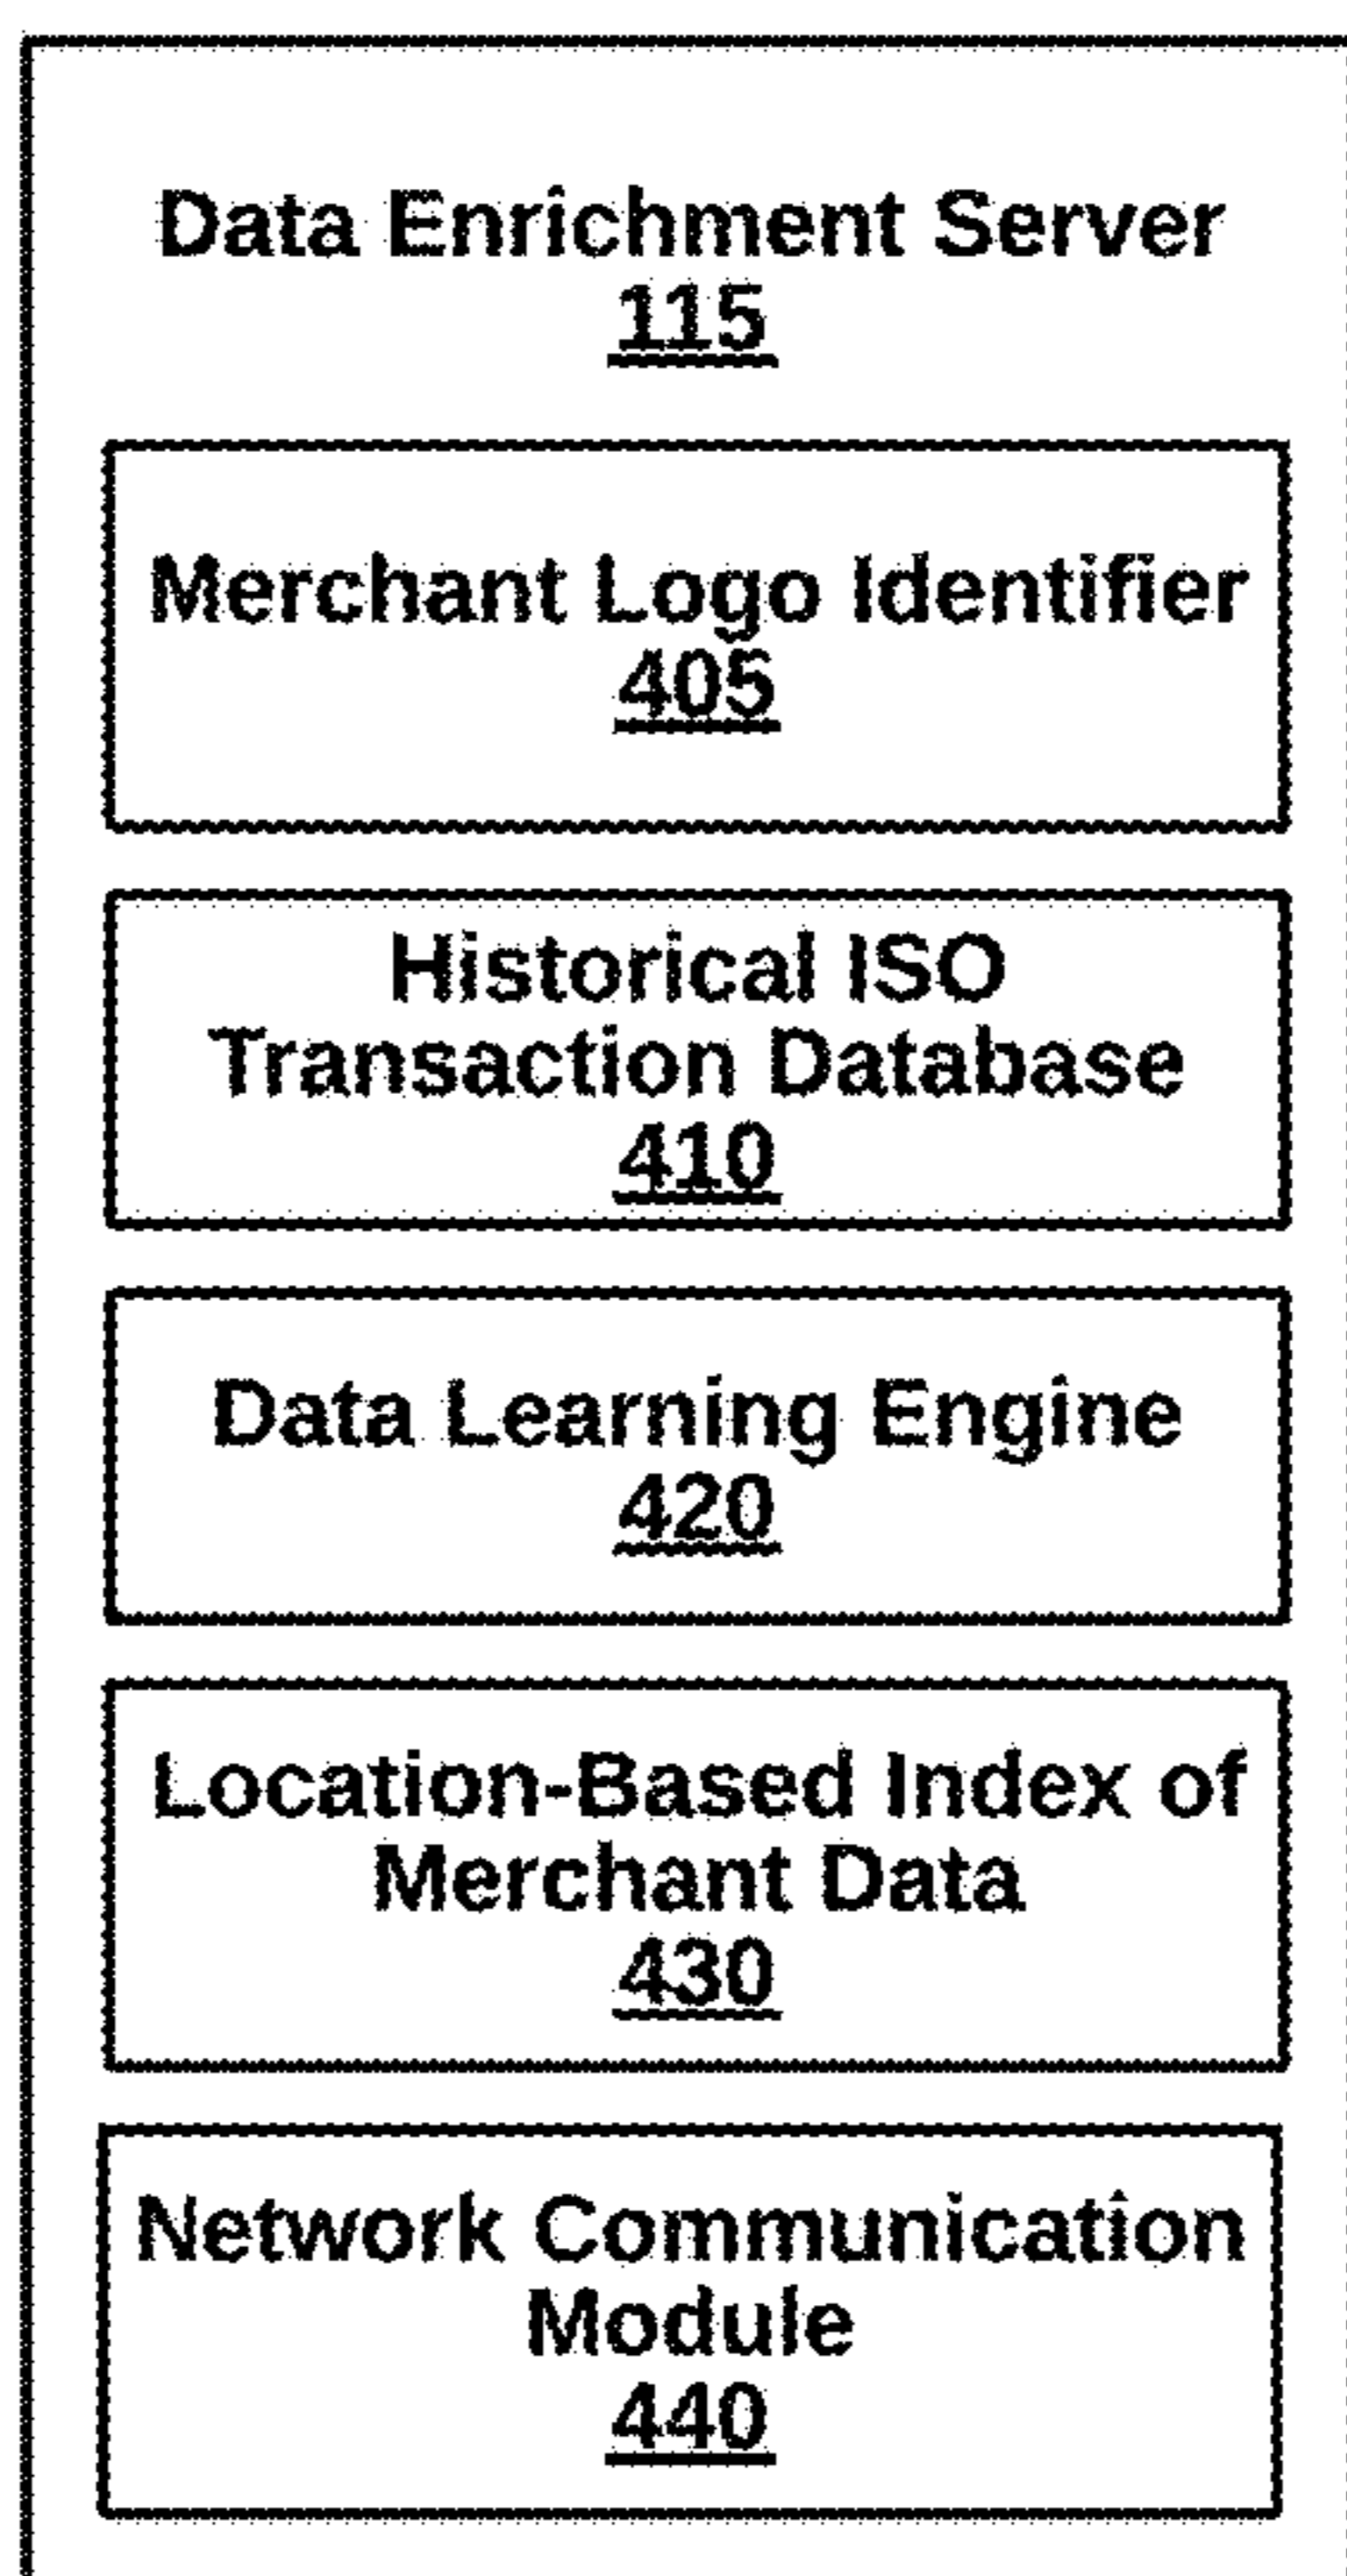 Data Enrichment Server
115
Merchant Logo Identifier
405
Historical ISO
Transaction Database
410
Data Learning Engine
420
Location-Based Index of
Merchant Data
430
Network Communication
Module
440